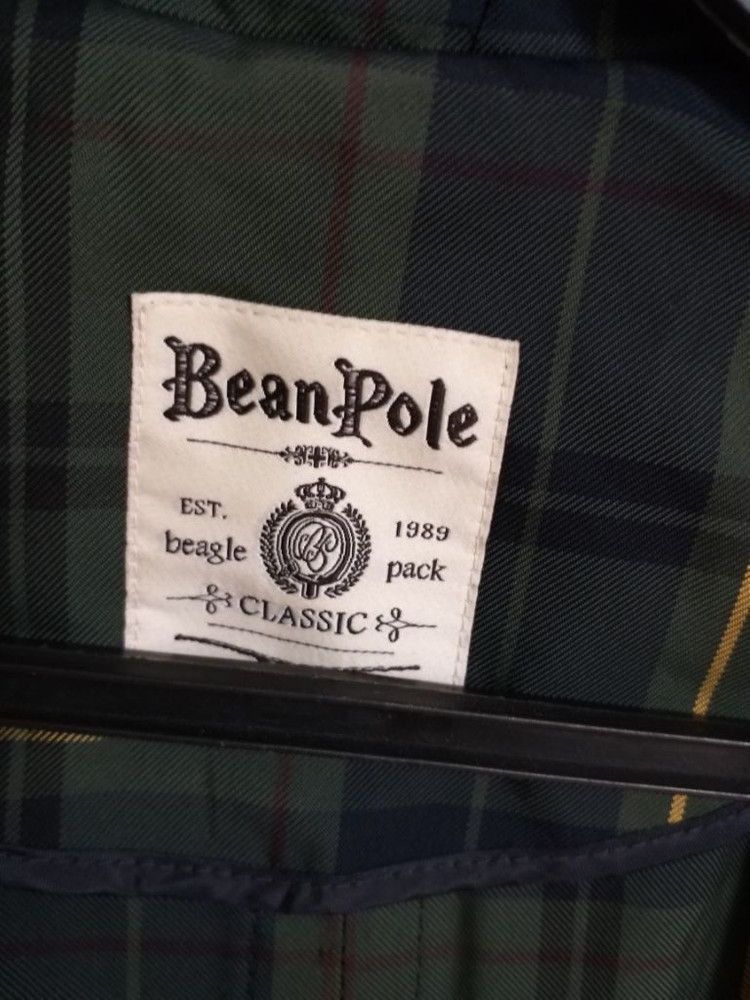 BeanPole
EST. 1989
beagle pack
CLASSIC